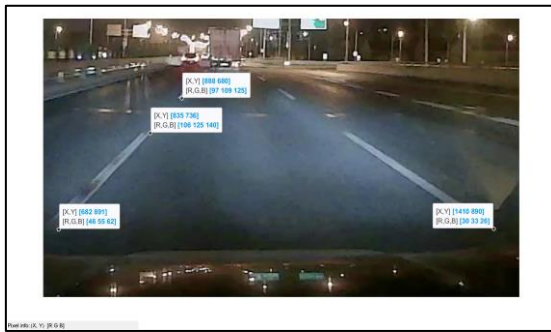 [X,Y] [888 680]
[R,G,B] [97 109 125]
[X,Y] [835 736]
[R,G,B] [106 125 140]
[X,Y] [682 891]
[R,G,B] [46 55 62]
[X,Y] [1410 890]
[R,G,B] [30 33 26]
Pixel info: (X, Y) [R G B]